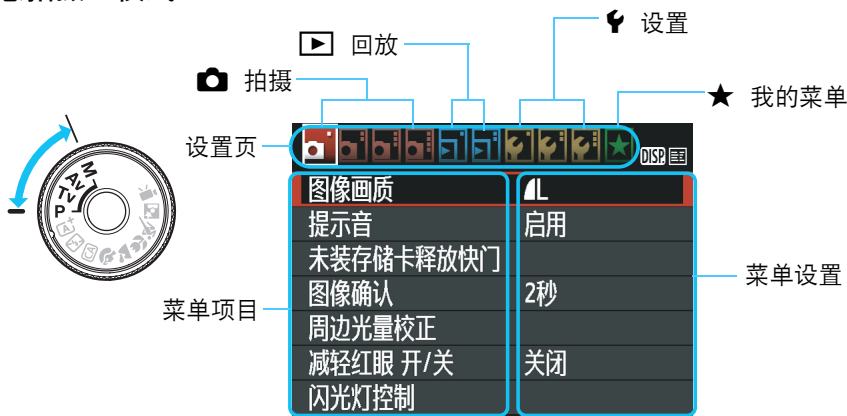 设置
回放
拍摄
我的菜单
设置页
DISP.
图像画质 L
提示音 启用
未装存储卡释放快门
图像确认 2秒
周边光量校正
减轻红眼 开/关 关闭
闪光灯控制
菜单项目
菜单设置
M
Av
Tv
P
A+
CA